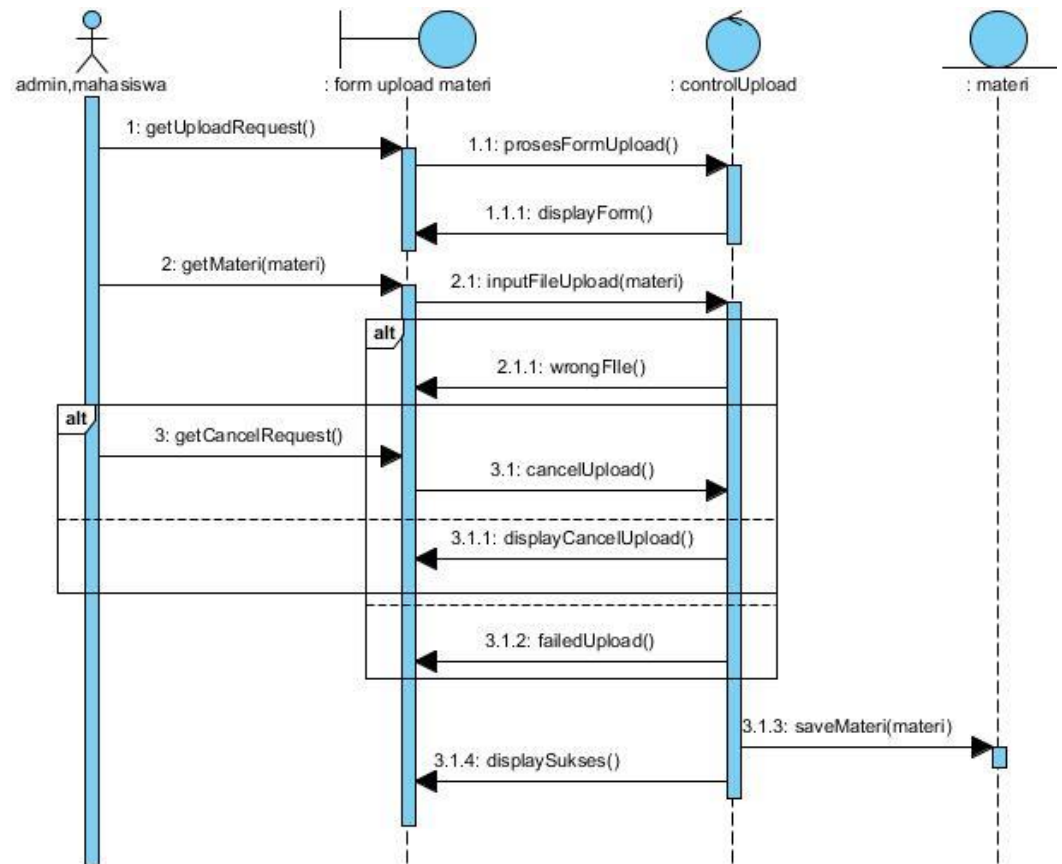 admin,mahasiswa
: form upload materi
: controlUpload
: materi
1: getUploadRequest()
1.1: prosesFormUpload()
1.1.1: displayForm()
2: getMateri(materi)
2.1: inputFileUpload(materi)
alt
2.1.1: wrongFIle()
alt
3: getCancelRequest()
3.1: cancelUpload()
3.1.1: displayCancelUpload()
3.1.2: failedUpload()
3.1.3: saveMateri(materi)
3.1.4: displaySukses()